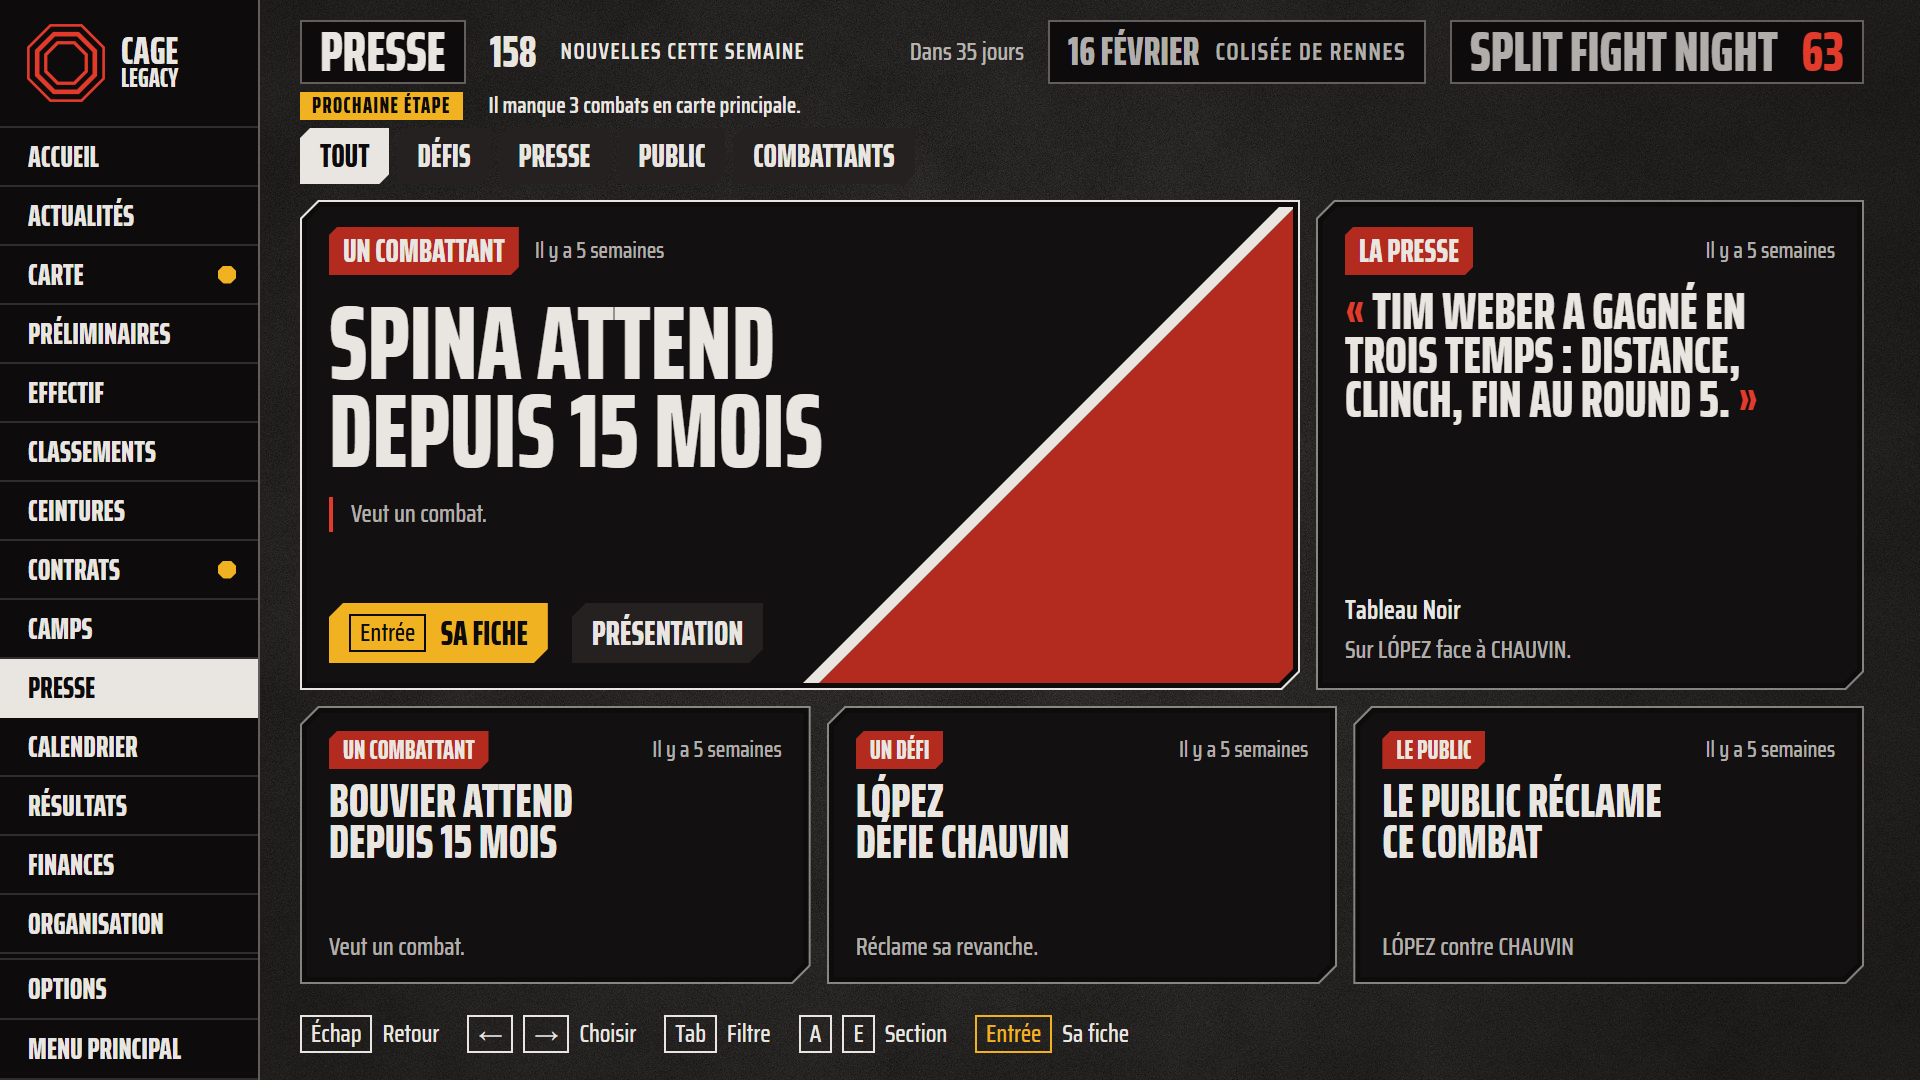 CAGE
LEGACY
ACCUEIL
ACTUALITÉS
CARTE
PRÉLIMINAIRES
EFFECTIF
CLASSEMENTS
CEINTURES
CONTRATS
CAMPS
PRESSE
CALENDRIER
RÉSULTATS
FINANCES
ORGANISATION
OPTIONS
MENU PRINCIPAL
PRESSE 158 NOUVELLES CETTE SEMAINE Dans 35 jours 16 FÉVRIER COLISÉE DE RENNES SPLIT FIGHT NIGHT 63
PROCHAINE ÉTAPE Il manque 3 combats en carte principale.
TOUT DÉFIS PRESSE PUBLIC COMBATTANTS
UN COMBATTANT Il y a 5 semaines
SPINA ATTEND
DEPUIS 15 MOIS
Veut un combat.
Entrée SA FICHE PRÉSENTATION
LA PRESSE Il y a 5 semaines
« TIM WEBER A GAGNÉ EN
TROIS TEMPS : DISTANCE,
CLINCH, FIN AU ROUND 5. »
Tableau Noir
Sur LÓPEZ face à CHAUVIN.
UN COMBATTANT Il y a 5 semaines
BOUVIER ATTEND
DEPUIS 15 MOIS
Veut un combat.
UN DÉFI Il y a 5 semaines
LÓPEZ
DÉFIE CHAUVIN
Réclame sa revanche.
LE PUBLIC Il y a 5 semaines
LE PUBLIC RÉCLAME
CE COMBAT
LÓPEZ contre CHAUVIN
Échap Retour ← → Choisir Tab Filtre A E Section Entrée Sa fiche